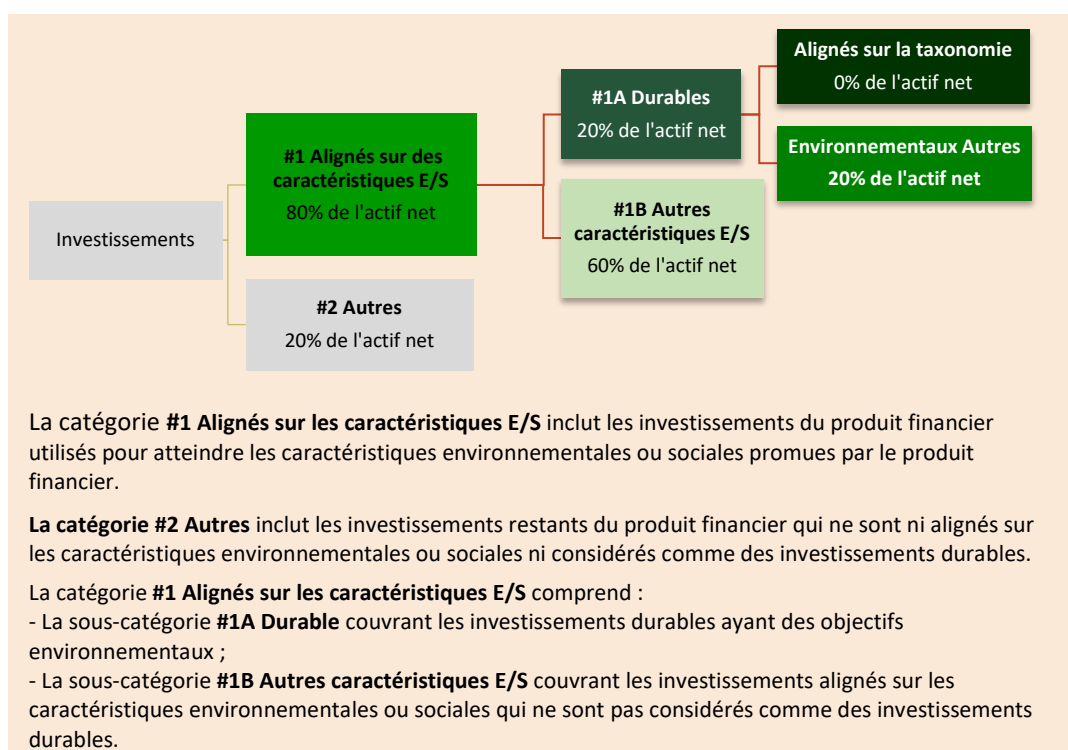 Alignés sur la taxonomie
0% de l'actif net
#1A Durables
20% de l'actif net
Environnementaux Autres
20% de l'actif net
#1 Alignés sur des
caractéristiques E/S
80% de l'actif net
#1B Autres
caractéristiques E/S
60% de l'actif net
Investissements
#2 Autres
20% de l'actif net
La catégorie #1 Alignés sur les caractéristiques E/S inclut les investissements du produit financier
utilisés pour atteindre les caractéristiques environnementales ou sociales promues par le produit
financier.
La catégorie #2 Autres inclut les investissements restants du produit financier qui ne sont ni alignés sur
les caractéristiques environnementales ou sociales ni considérés comme des investissements durables.
La catégorie #1 Alignés sur les caractéristiques E/S comprend :
- La sous-catégorie #1A Durable couvrant les investissements durables ayant des objectifs
environnementaux ;
- La sous-catégorie #1B Autres caractéristiques E/S couvrant les investissements alignés sur les
caractéristiques environnementales ou sociales qui ne sont pas considérés comme des investissements
durables.